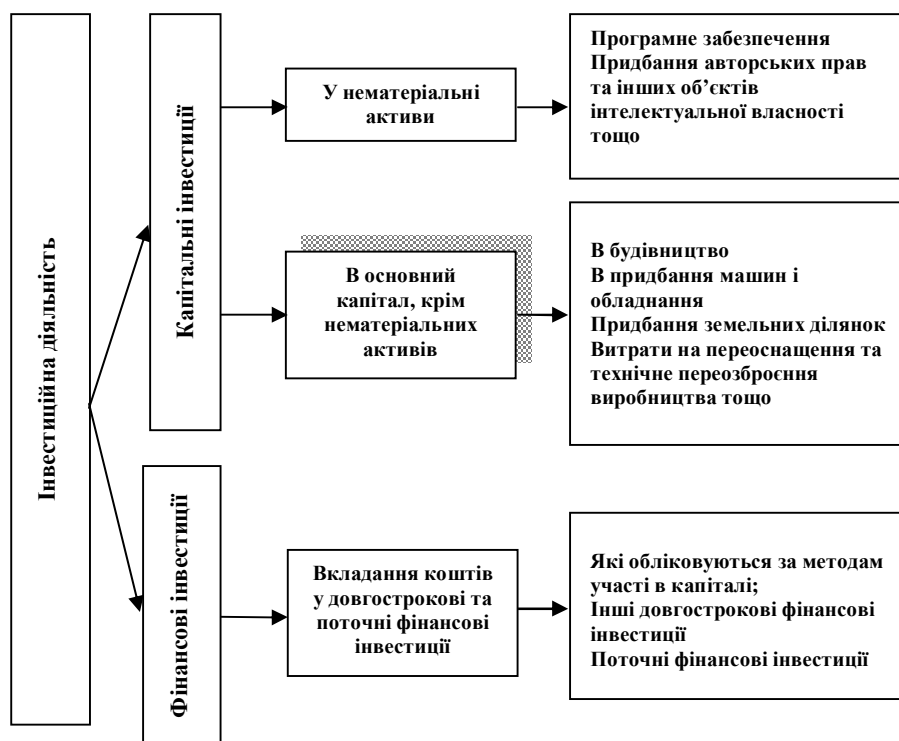 Інвестиційна діяльність
Капітальні інвестиції
У нематеріальні
активи
Програмне забезпечення
Придбання авторських прав
та інших об’єктів
інтелектуальної власності
тощо
В основний
капітал, крім
нематеріальних
активів
В будівництво
В придбання машин і
обладнання
Придбання земельних ділянок
Витрати на переоснащення та
технічне переозброєння
виробництва тощо
Фінансові інвестиції
Вкладання коштів
у довгострокові та
поточні фінансові
інвестиції
Які обліковуються за методам
участі в капіталі;
Інші довгострокові фінансові
інвестиції
Поточні фінансові інвестиції